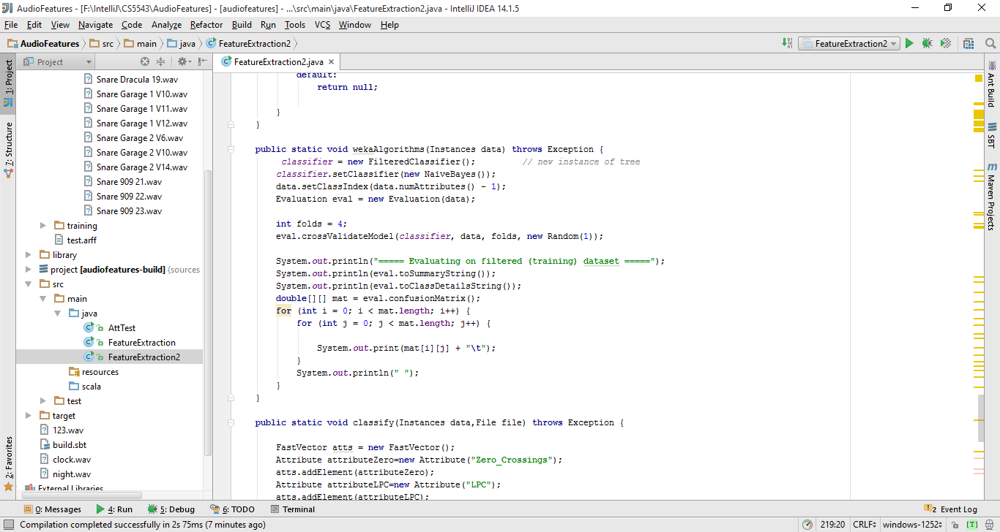 AudioFeatures - [F:\IntelliJ\CS5543\AudioFeatures] - [audiofeatures] - ...\src\main\java\FeatureExtraction2.java - IntelliJ IDEA 14.1.5
File Edit View Navigate Code Analyze Refactor Build Run Tools VCS Window Help
AudioFeatures src main java FeatureExtraction2
FeatureExtraction2
Project
FeatureExtraction2.java
1: Project
7: Structure
2: Favorites
Snare Dracula 19.wav
Snare Garage 1 V10.wav
Snare Garage 1 V11.wav
Snare Garage 1 V12.wav
Snare Garage 2 V6.wav
Snare Garage 2 V10.wav
Snare Garage 2 V14.wav
Snare 909 21.wav
Snare 909 22.wav
Snare 909 23.wav
training
test.arff
library
project [audiofeatures-build] (sources
src
main
java
AttTest
FeatureExtraction
FeatureExtraction2
resources
scala
test
target
123.wav
build.sbt
clock.wav
night.wav
External Libraries
default:
return null;
}
}
public static void wekaAlgorithms(Instances data) throws Exception {
classifier = new FilteredClassifier(); // new instance of tree
classifier.setClassifier(new NaiveBayes());
data.setClassIndex(data.numAttributes() - 1);
Evaluation eval = new Evaluation(data);
int folds = 4;
eval.crossValidateModel(classifier, data, folds, new Random(1));
System.out.println("===== Evaluating on filtered (training) dataset =====");
System.out.println(eval.toSummaryString());
System.out.println(eval.toClassDetailsString());
double[][] mat = eval.confusionMatrix();
for (int i = 0; i < mat.length; i++) {
for (int j = 0; j < mat.length; j++) {
System.out.print(mat[i][j] + "\t");
}
System.out.println(" ");
}
}
public static void classify(Instances data,File file) throws Exception {
FastVector atts = new FastVector();
Attribute attributeZero=new Attribute("Zero_Crossings");
atts.addElement(attributeZero);
Attribute attributeLPC=new Attribute("LPC");
atts.addElement(attributeLPC);
Ant Build
SBT
Maven Projects
0: Messages 4: Run 5: Debug 6: TODO Terminal 2 Event Log
Compilation completed successfully in 2s 75ms (7 minutes ago) 219:20 CRLF windows-1252 [T]